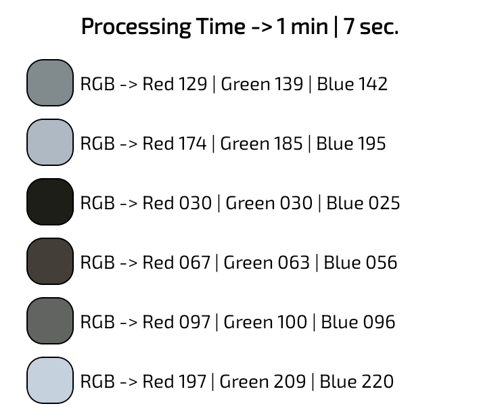 Processing Time -> 1 min | 7 sec.
RGB -> Red 129 | Green 139 | Blue 142
RGB -> Red 174 | Green 185 | Blue 195
RGB -> Red 030 | Green 030 | Blue 025
RGB -> Red 067 | Green 063 | Blue 056
RGB -> Red 097 | Green 100 | Blue 096
RGB -> Red 197 | Green 209 | Blue 220